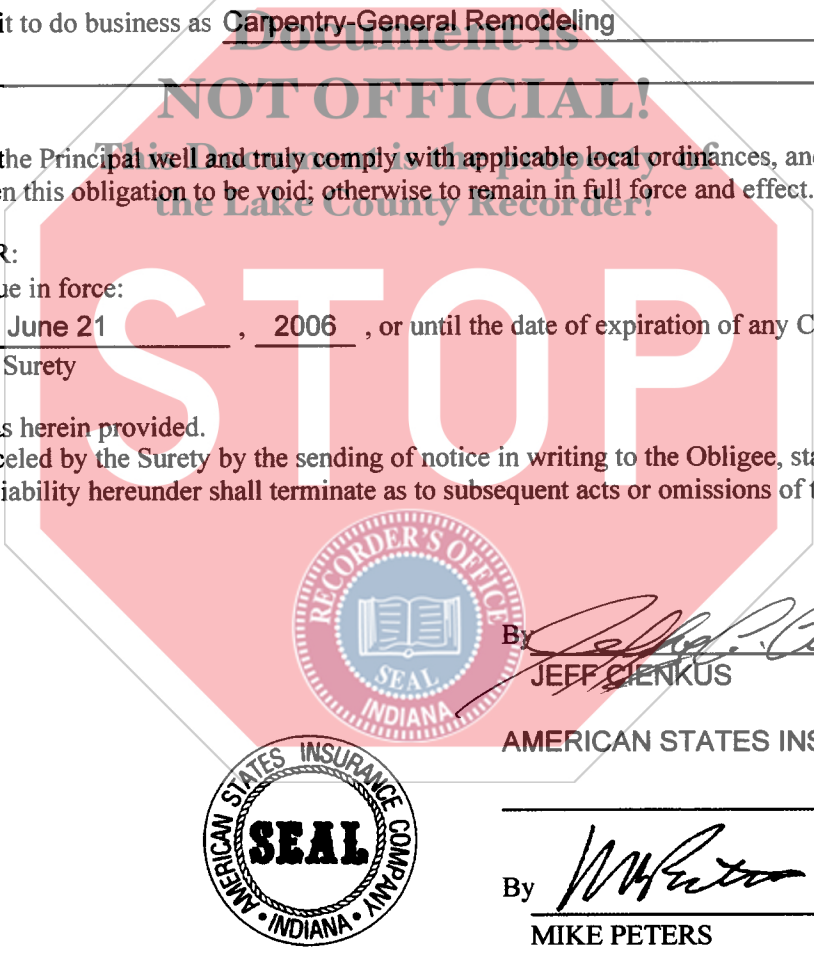 it to do business as Carpentry-General Remodeling
Document is
NOT OFFICIAL!
the Principal well and truly comply with applicable local ordinances, and
This Document is the property of
en this obligation to be void; otherwise to remain in full force and effect.
the Lake County Recorder!
R:
ue in force:
June 21 , 2006 , or until the date of expiration of any C
Surety
STOP
s herein provided.
celed by the Surety by the sending of notice in writing to the Obligee, sta
iability hereunder shall terminate as to subsequent acts or omissions of t
RECORDER'S OFFICE
SEAL
INDIANA
By
JEFF CIENKUS
AMERICAN STATES INS
AMERICAN STATES INSURANCE COMPANY
SEAL
• INDIANA •
By
MIKE PETERS